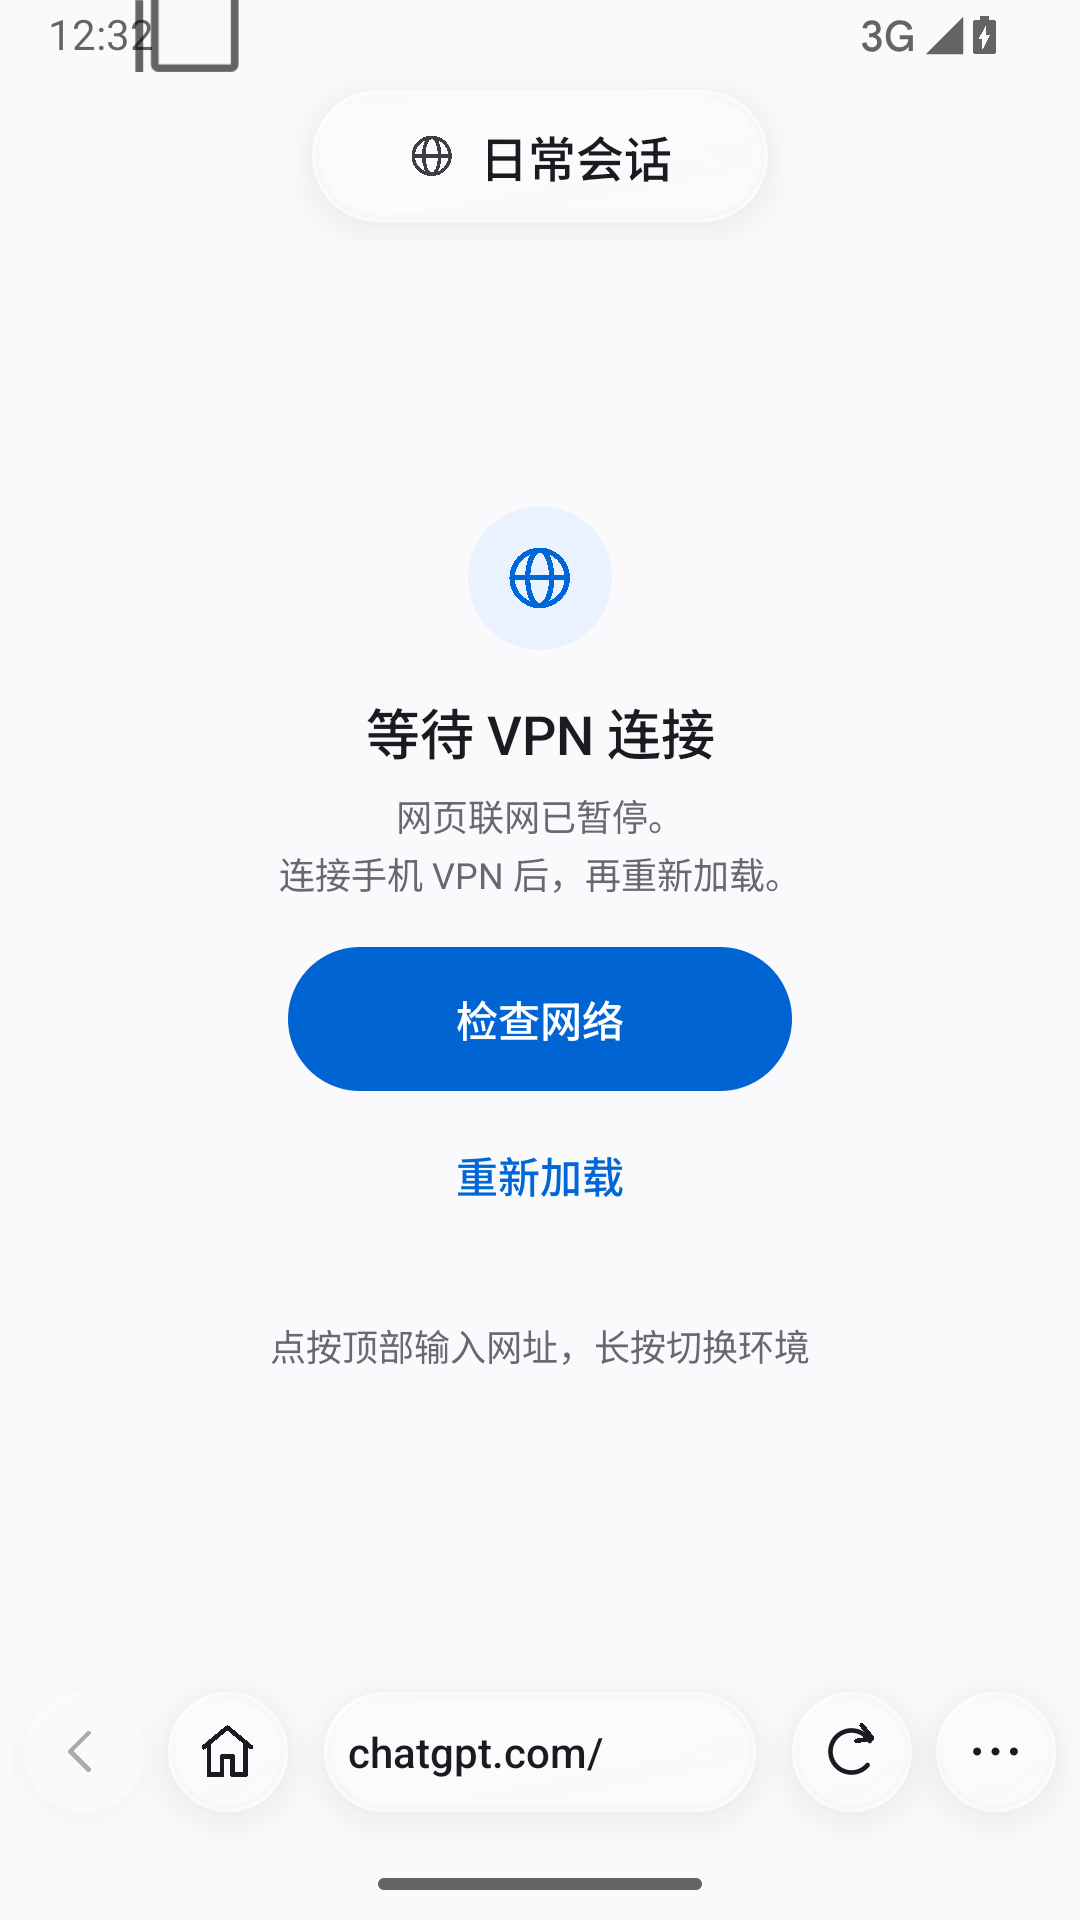 12:32
3G
日常会话
等待 VPN 连接
网页联网已暂停。
连接手机 VPN 后，再重新加载。
检查网络
重新加载
点按顶部输入网址，长按切换环境
chatgpt.com/